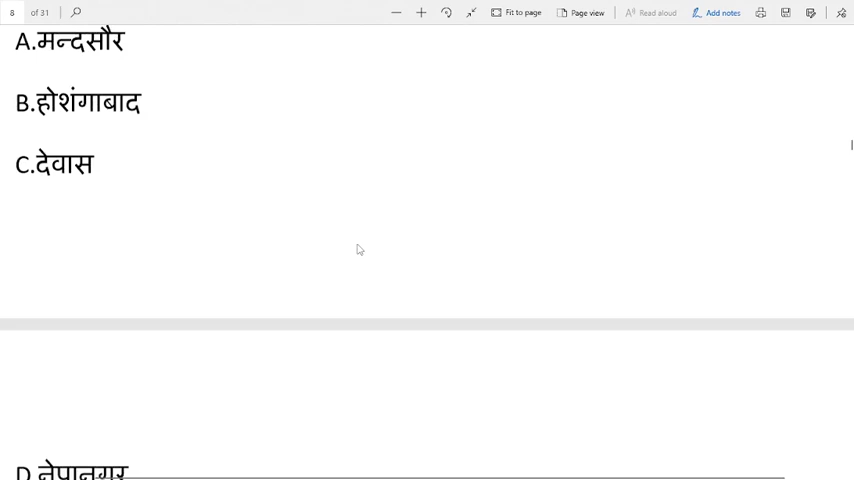 8 of 31 Fit to page Page view Read aloud Add notes
A.मन्दसौर
B.होशंगाबाद
C.देवास
D.नेपानगर